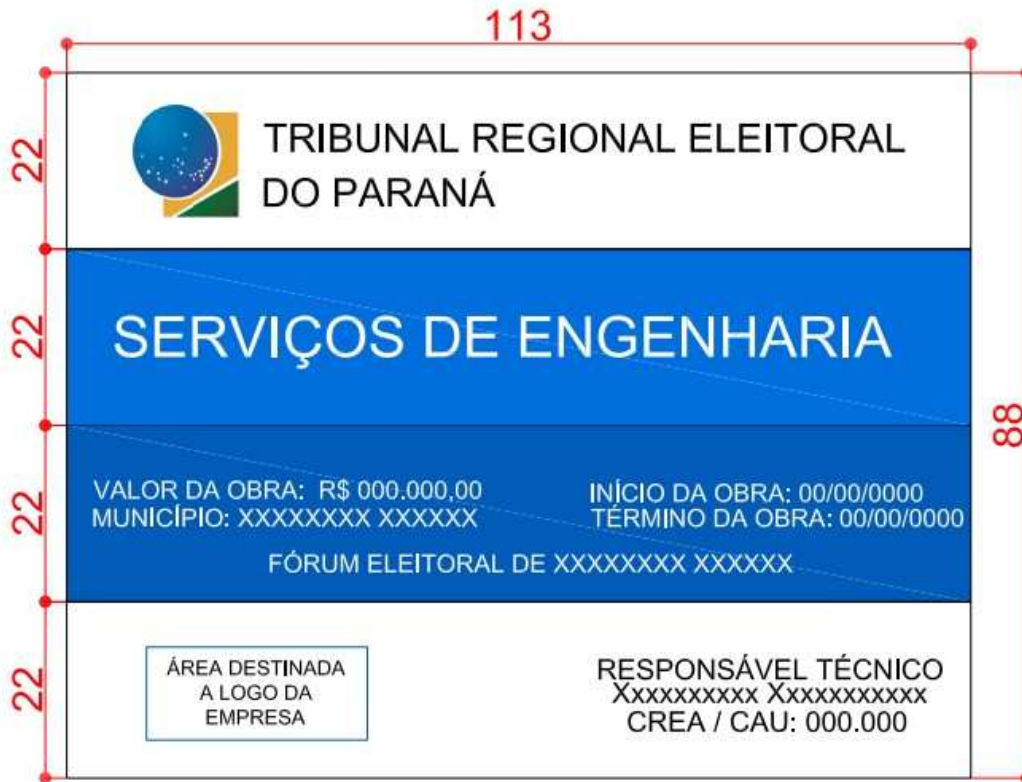 113
22
TRIBUNAL REGIONAL ELEITORAL
DO PARANÁ
22
SERVIÇOS DE ENGENHARIA
88
22
VALOR DA OBRA: R$ 000.000,00
MUNICÍPIO: XXXXXXXX XXXXXX
INÍCIO DA OBRA: 00/00/0000
TÉRMINO DA OBRA: 00/00/0000
FÓRUM ELEITORAL DE XXXXXXXX XXXXXX
22
ÁREA DESTINADA
A LOGO DA
EMPRESA
RESPONSÁVEL TÉCNICO
Xxxxxxxxxx Xxxxxxxxxxx
CREA / CAU: 000.000